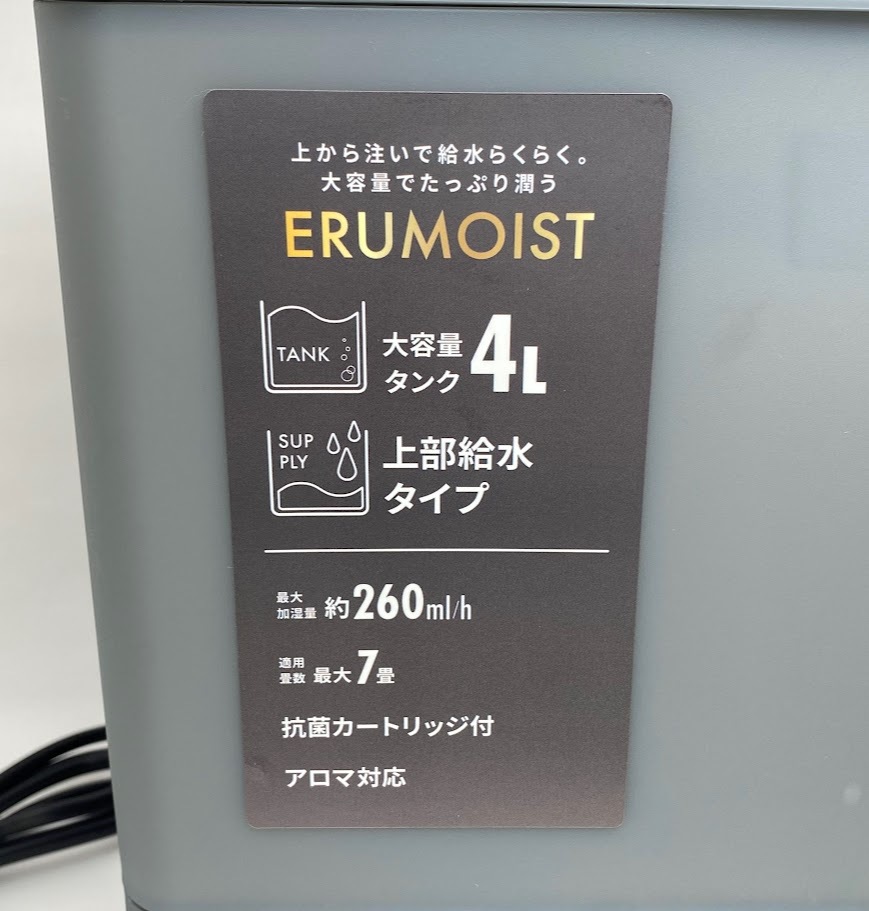 上から注いで給水らくらく。
大容量でたっぷり潤う
ERUMOIST
TANK
大容量
タンク 4L
SUP
PLY
上部給水
タイプ
最大
加湿量 約260ml/h
適用
畳数 最大7畳
抗菌カートリッジ付
アロマ対応